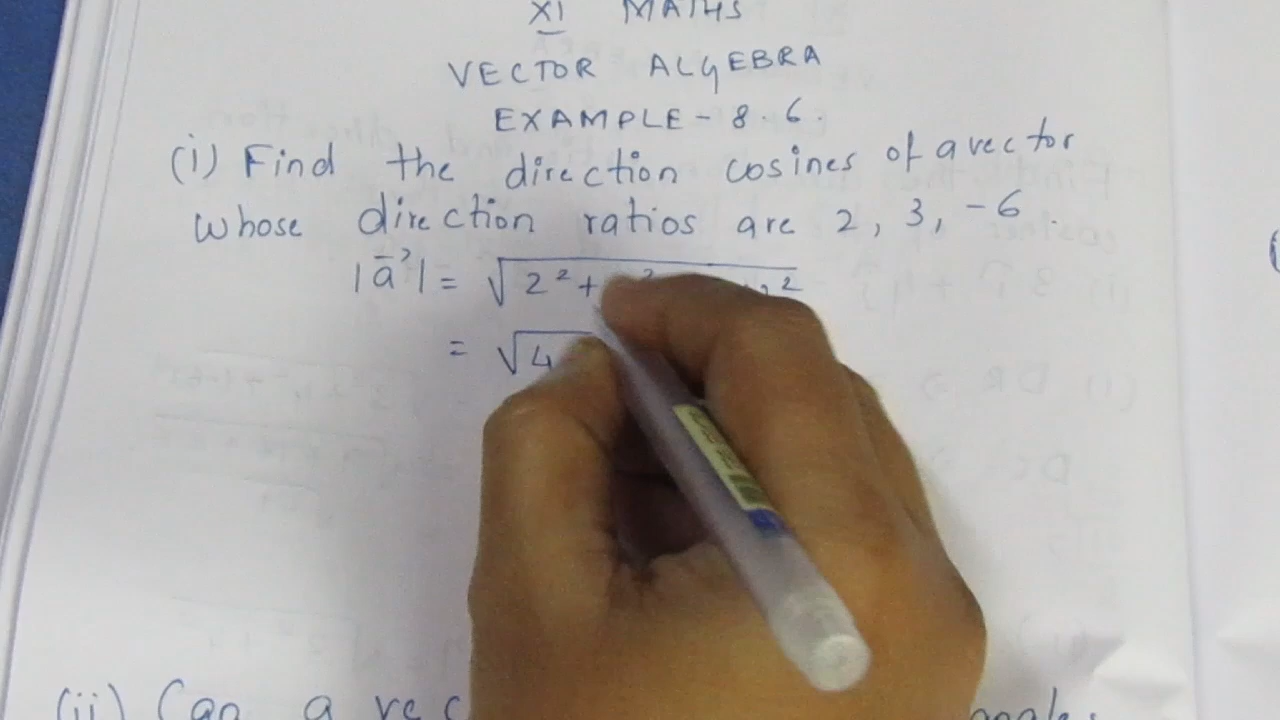 XI MATHS
VECTOR ALGEBRA
EXAMPLE - 8.6.
(i) Find the direction cosines of a vector
whose direction ratios are 2, 3, -6.
|a⃗| = √2²+
= √4
(ii) Can a